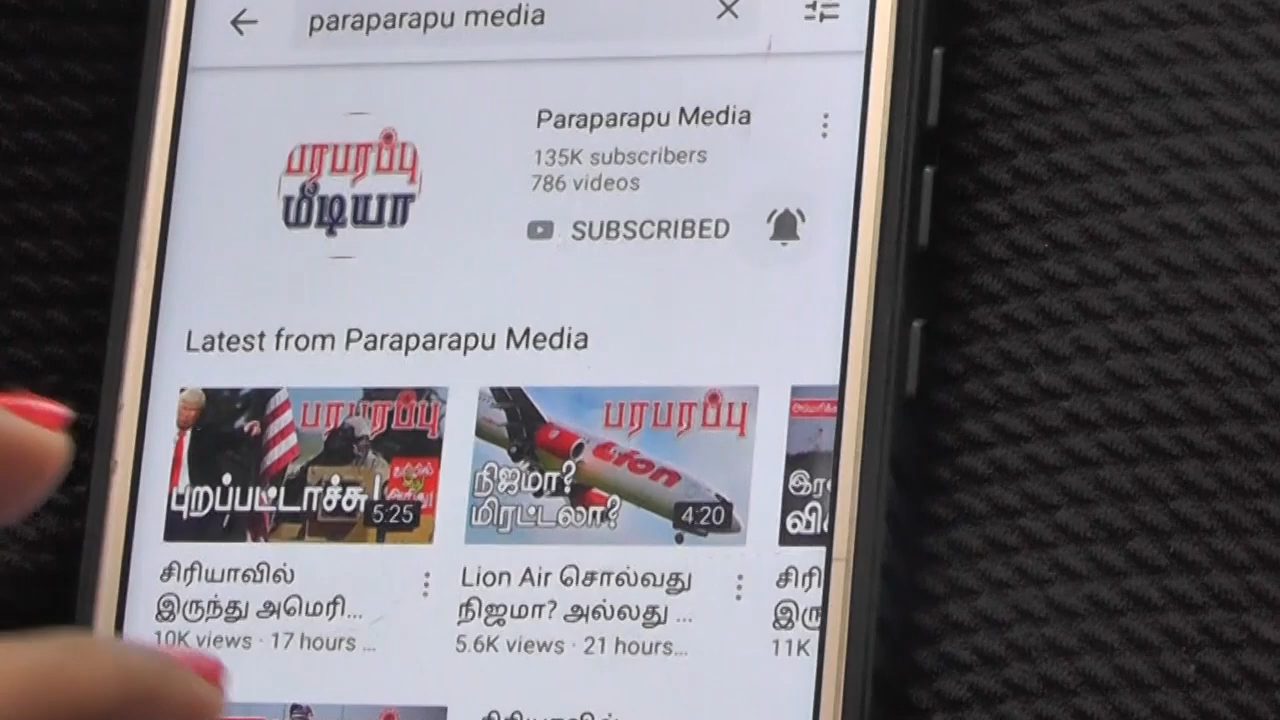 paraparapu media
பரபரப்பு
மீடியா
Paraparapu Media
135K subscribers
786 videos
SUBSCRIBED
Latest from Paraparapu Media
பரபரப்பு
புறப்பட்டாச்சு!
5:25
பரபரப்பு
Lion
நிஜமா?
மிரட்டலா?
4:20
சிரியாவில்
இருந்து அமெரி...
10K views · 17 hours ...
Lion Air சொல்வது
நிஜமா? அல்லது ...
5.6K views · 21 hours...
சிரி
இரு
11K